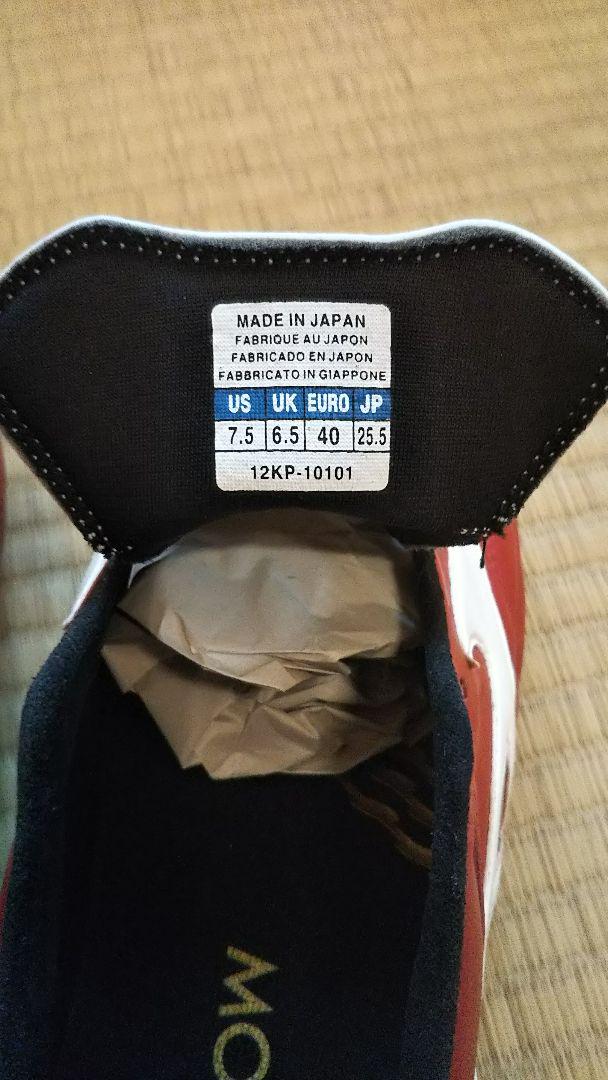 MADE IN JAPAN
FABRIQUE AU JAPON
FABRICADO EN JAPON
FABBRICATO IN GIAPPONE
US UK EURO JP
7.5 6.5 40 25.5
12KP-10101
MO